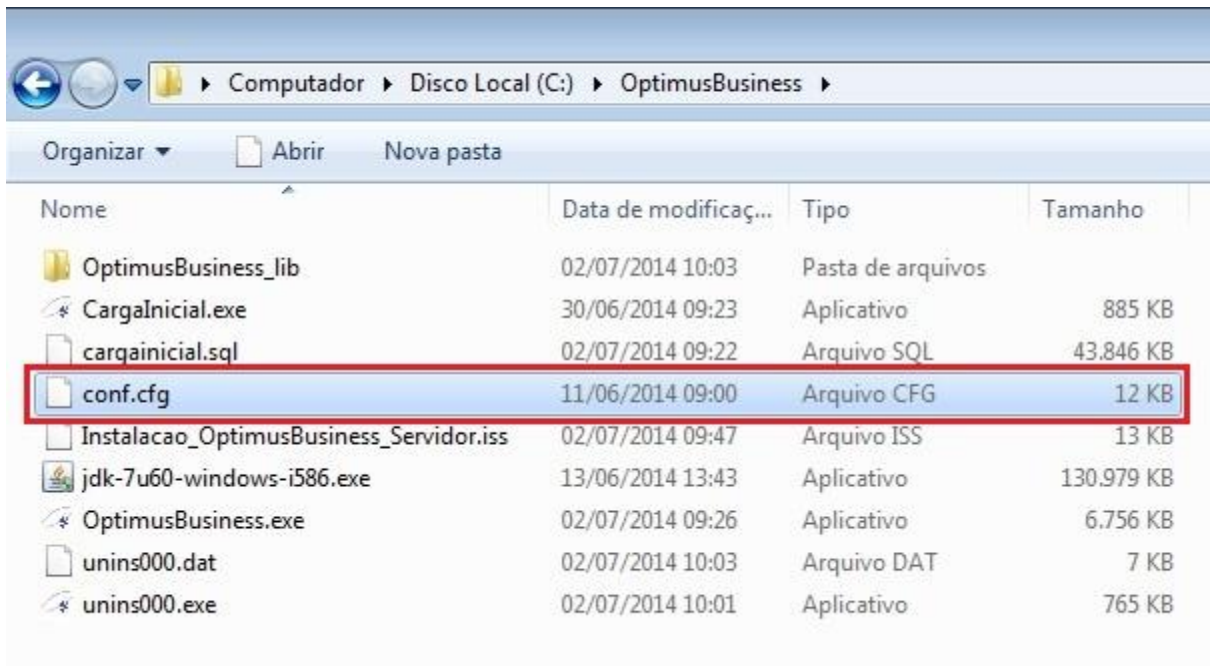 Computador Disco Local (C:) OptimusBusiness
Organizar Abrir Nova pasta
Nome Data de modificaç... Tipo Tamanho
OptimusBusiness_lib 02/07/2014 10:03 Pasta de arquivos
CargaInicial.exe 30/06/2014 09:23 Aplicativo 885 KB
cargainicial.sql 02/07/2014 09:22 Arquivo SQL 43.846 KB
conf.cfg 11/06/2014 09:00 Arquivo CFG 12 KB
Instalacao_OptimusBusiness_Servidor.iss 02/07/2014 09:47 Arquivo ISS 13 KB
jdk-7u60-windows-i586.exe 13/06/2014 13:43 Aplicativo 130.979 KB
OptimusBusiness.exe 02/07/2014 09:26 Aplicativo 6.756 KB
unins000.dat 02/07/2014 10:03 Arquivo DAT 7 KB
unins000.exe 02/07/2014 10:01 Aplicativo 765 KB